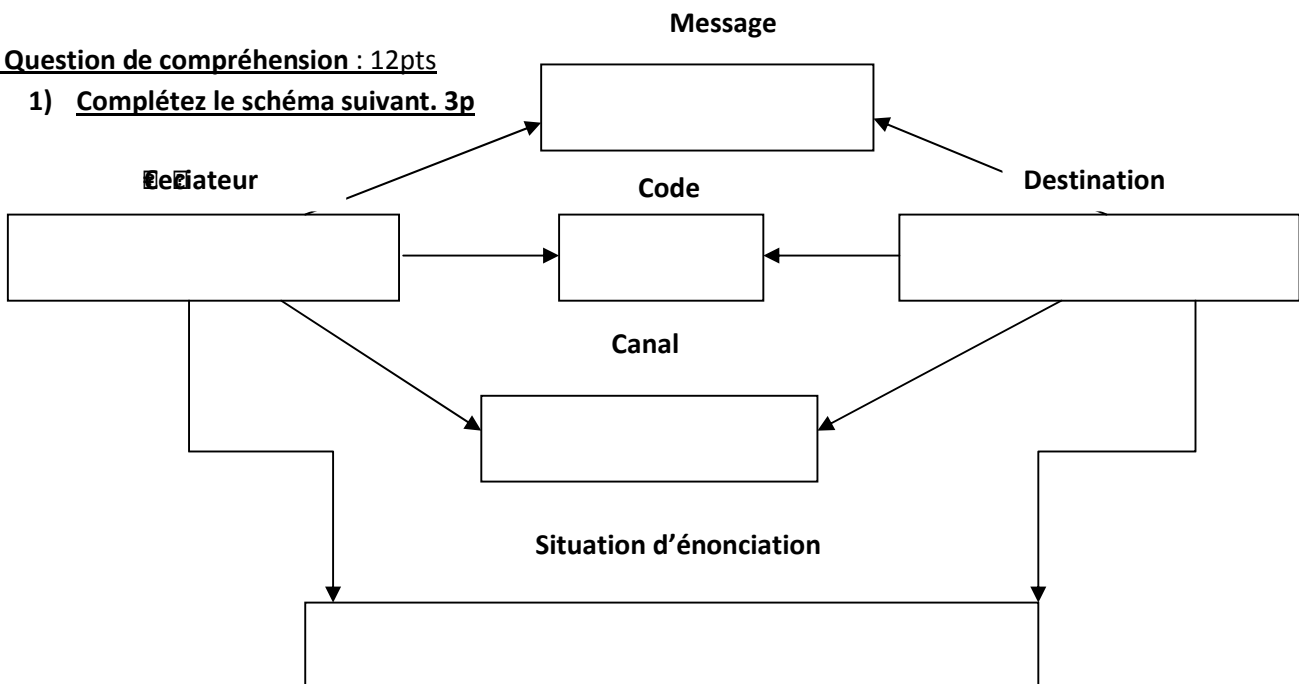 Message
Question de compréhension : 12pts
1) Complétez le schéma suivant. 3p
Code
Destination
Canal
Situation d’énonciation